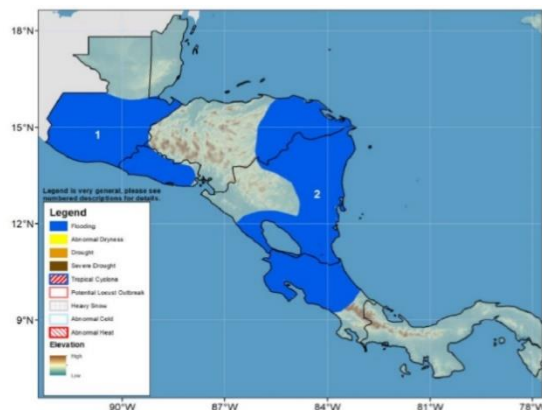 18°N
15°N
12°N
9°N
1
2
Legend is very general, please see
numbered descriptions for details.
Legend
Flooding
Abnormal Dryness
Drought
Severe Drought
Tropical Cyclone
Potential Locust Outbreak
Heavy Snow
Abnormal Cold
Abnormal Heat
Elevation
High
Low
90°W
87°W
84°W
81°W
78°W